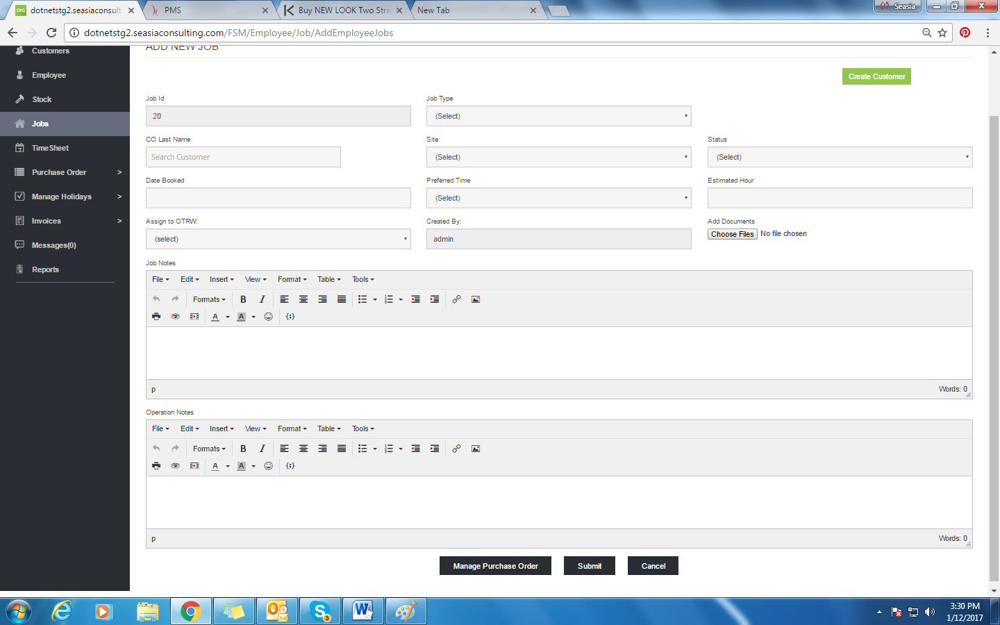 SRG dotnetstg2.seasiaconsult
PMS
Buy NEW LOOK Two Stra
New Tab
Seasia
dotnetstg2.seasiaconsulting.com/FSM/Employee/Job/AddEmployeeJobs
Customers
Employee
Stock
Jobs
TimeSheet
Purchase Order >
Manage Holidays >
Invoices >
Messages(0)
Reports
ADD NEW JOB
Create Customer
Job Id
Job Type
20
(Select)
CO Last Name
Site
Status
Search Customer
(Select)
(Select)
Date Booked
Preferred Time
Estimated Hour
(Select)
Assign to OTRW:
Created By:
Add Documents
(select)
admin
Choose Files No file chosen
Job Notes
File Edit Insert View Format Table Tools
Formats B I
A A
p
Words: 0
Operation Notes
File Edit Insert View Format Table Tools
Formats B I
A A
p
Words: 0
Manage Purchase Order
Submit
Cancel
3
3:30 PM
1/12/2017